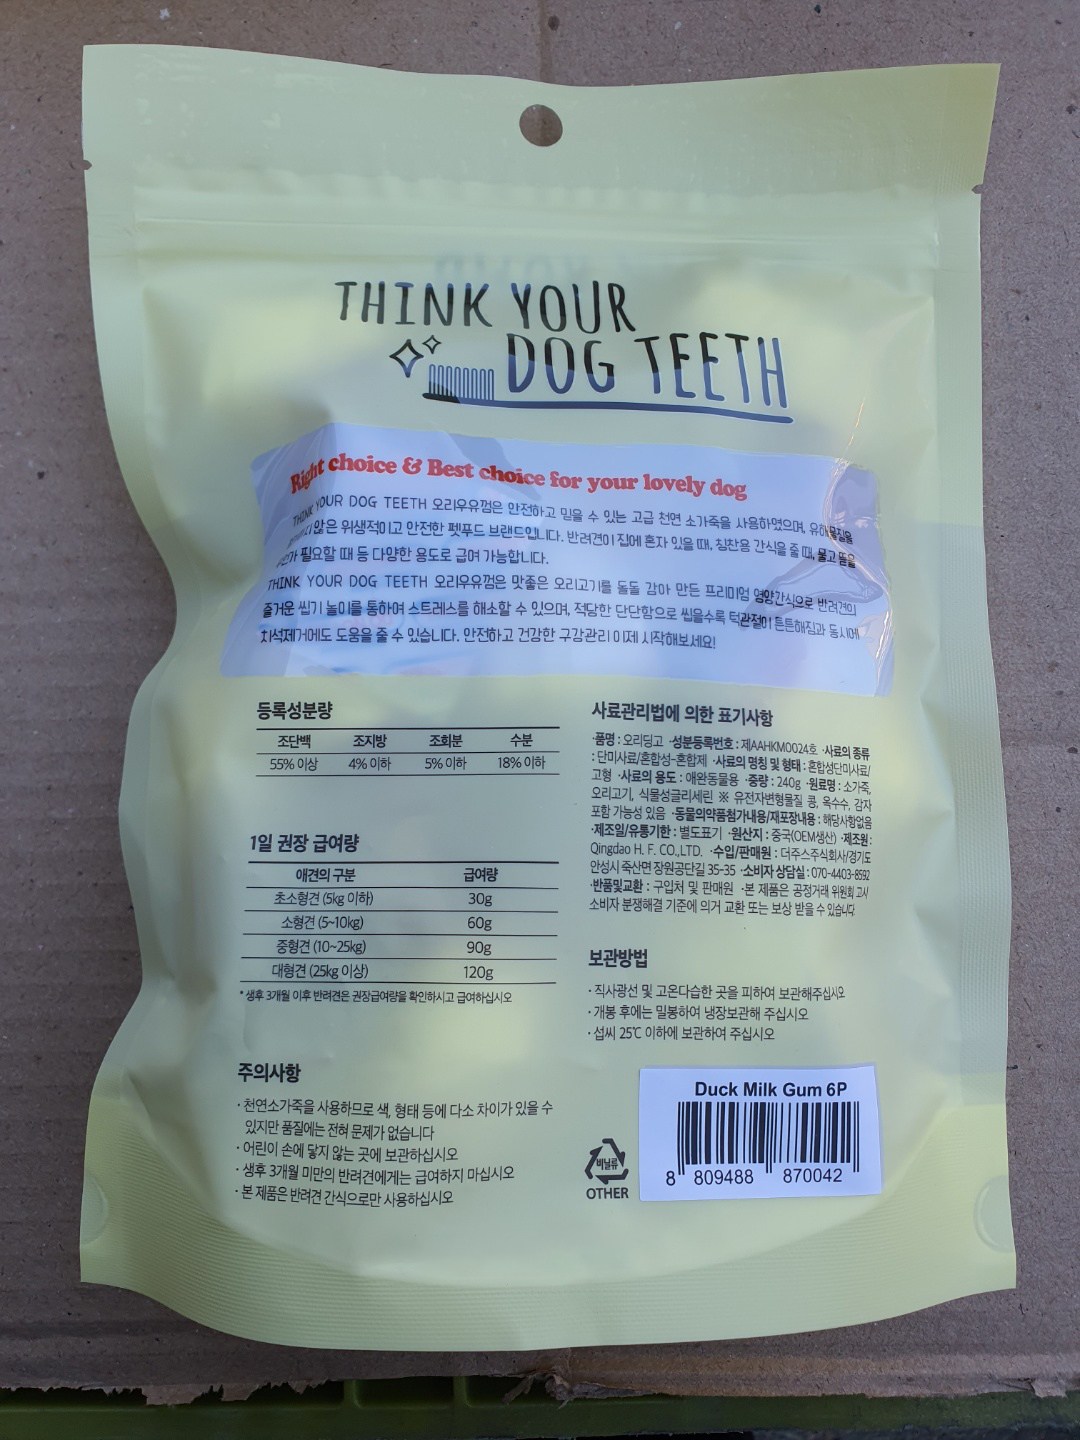 THINK YOUR
DOG TEETH
Right choice & Best choice for your lovely dog
THINK YOUR DOG TEETH 오리우유껌은 안전하고 믿을 수 있는 고급 천연 소가죽을 사용하였으며, 유해물질을
않은 위생적이고 안전한 펫푸드 브랜드입니다. 반려견이 집에 혼자 있을 때, 칭찬용 간식을 줄 때, 물고 뜯을
필요할 때 등 다양한 용도로 급여 가능합니다.
THINK YOUR DOG TEETH 오리우유껌은 맛좋은 오리고기를 돌돌 감아 만든 프리미엄 영양간식으로 반려견의
즐거운 씹기 놀이를 통하여 스트레스를 해소할 수 있으며, 적당한 단단함으로 씹을수록 턱관절이 튼튼해짐과 동시에
치석제거에도 도움을 줄 수 있습니다. 안전하고 건강한 구강관리 이제 시작해보세요!
등록성분량
조단백 조지방 조회분 수분
55% 이상 4% 이하 5% 이하 18% 이하
1일 권장 급여량
애견의 구분 급여량
초소형견 (5kg 이하) 30g
소형견 (5~10kg) 60g
중형견 (10~25kg) 90g
대형견 (25kg 이상) 120g
* 생후 3개월 이후 반려견은 권장급여량을 확인하시고 급여하십시오
주의사항
· 천연소가죽을 사용하므로 색, 형태 등에 다소 차이가 있을 수
있지만 품질에는 전혀 문제가 없습니다
· 어린이 손에 닿지 않는 곳에 보관하십시오
· 생후 3개월 미만의 반려견에게는 급여하지 마십시오
· 본 제품은 반려견 간식으로만 사용하십시오
사료관리법에 의한 표기사항
·품명 : 오리딩고 ·성분등록번호 : 제AAHKM0024호 ·사료의 종류
: 단미사료/혼합성-혼합제 ·사료의 명칭 및 형태 : 혼합성단미사료/
고형 ·사료의 용도 : 애완동물용 ·중량 : 240g ·원료명 : 소가죽,
오리고기, 식물성글리세린 ※ 유전자변형물질 콩, 옥수수, 감자
포함 가능성 있음 ·동물의약품첨가내용/재포장내용 : 해당사항없음
·제조일/유통기한 : 별도표기 ·원산지 : 중국(OEM생산) ·제조원 :
Qingdao H. F. CO.,LTD. ·수입/판매원 : 더주스주식회사/경기도
안성시 죽산면 장원공단길 35-35 ·소비자 상담실 : 070-4403-8592
·반품및교환 : 구입처 및 판매원 ·본 제품은 공정거래 위원회 고시
소비자 분쟁해결 기준에 의거 교환 또는 보상 받을 수 있습니다
보관방법
· 직사광선 및 고온다습한 곳을 피하여 보관해주십시오
· 개봉 후에는 밀봉하여 냉장보관해 주십시오
· 섭씨 25℃ 이하에 보관하여 주십시오
비닐류
OTHER
Duck Milk Gum 6P
8 809488 870042